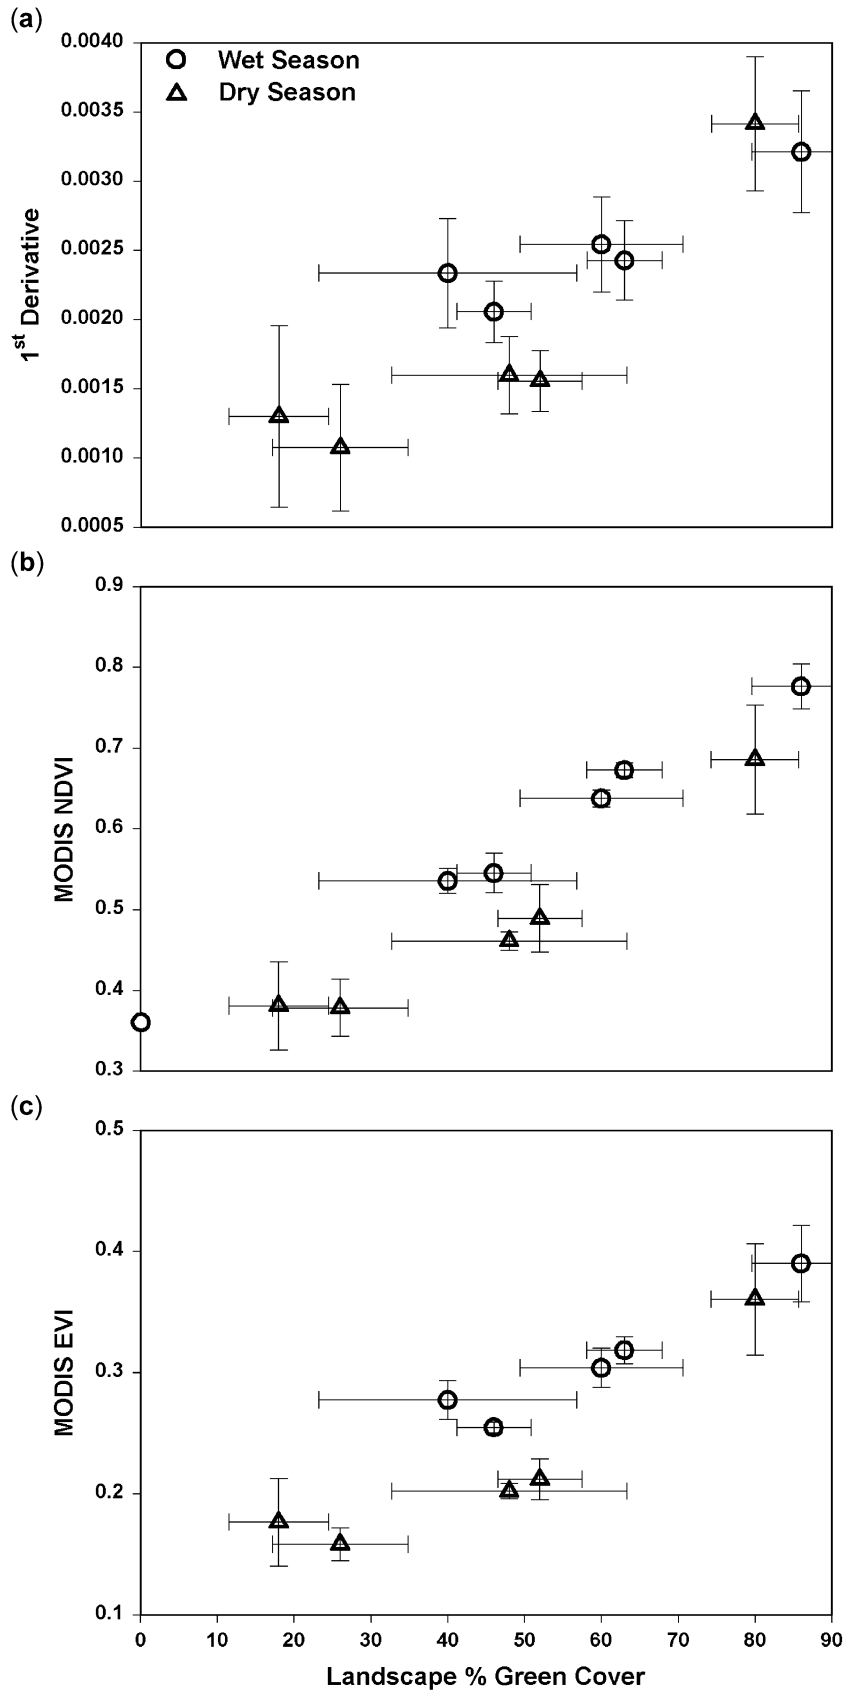 (a)
0.0040
0.0035
0.0030
0.0025
0.0020
0.0015
0.0010
0.0005
1st Derivative
Wet Season
Dry Season
(b)
0.9
0.8
0.7
0.6
0.5
0.4
0.3
MODIS NDVI
(c)
0.5
0.4
0.3
0.2
0.1
MODIS EVI
0 10 20 30 40 50 60 70 80 90
Landscape % Green Cover